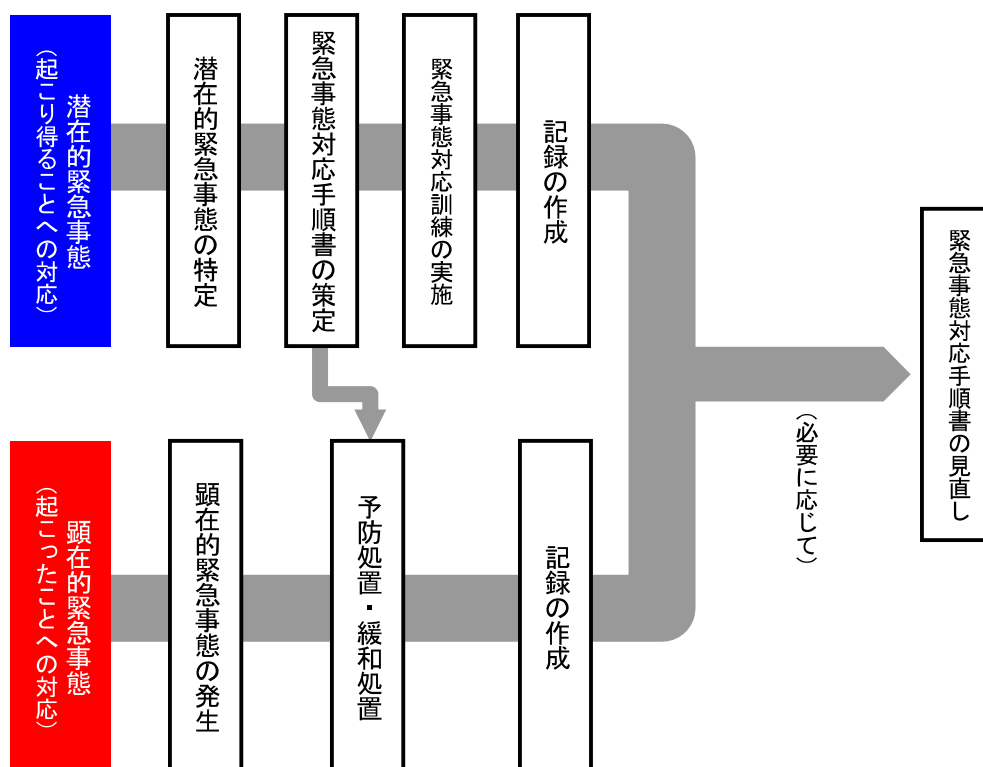 潜在的緊急事態
（起こり得ることへの対応）
潜在的緊急事態の特定
緊急事態対応手順書の策定
緊急事態対応訓練の実施
記録の作成
顕在的緊急事態
（起こったことへの対応）
顕在的緊急事態の発生
予防処置・緩和処置
記録の作成
（必要に応じて）
緊急事態対応手順書の見直し